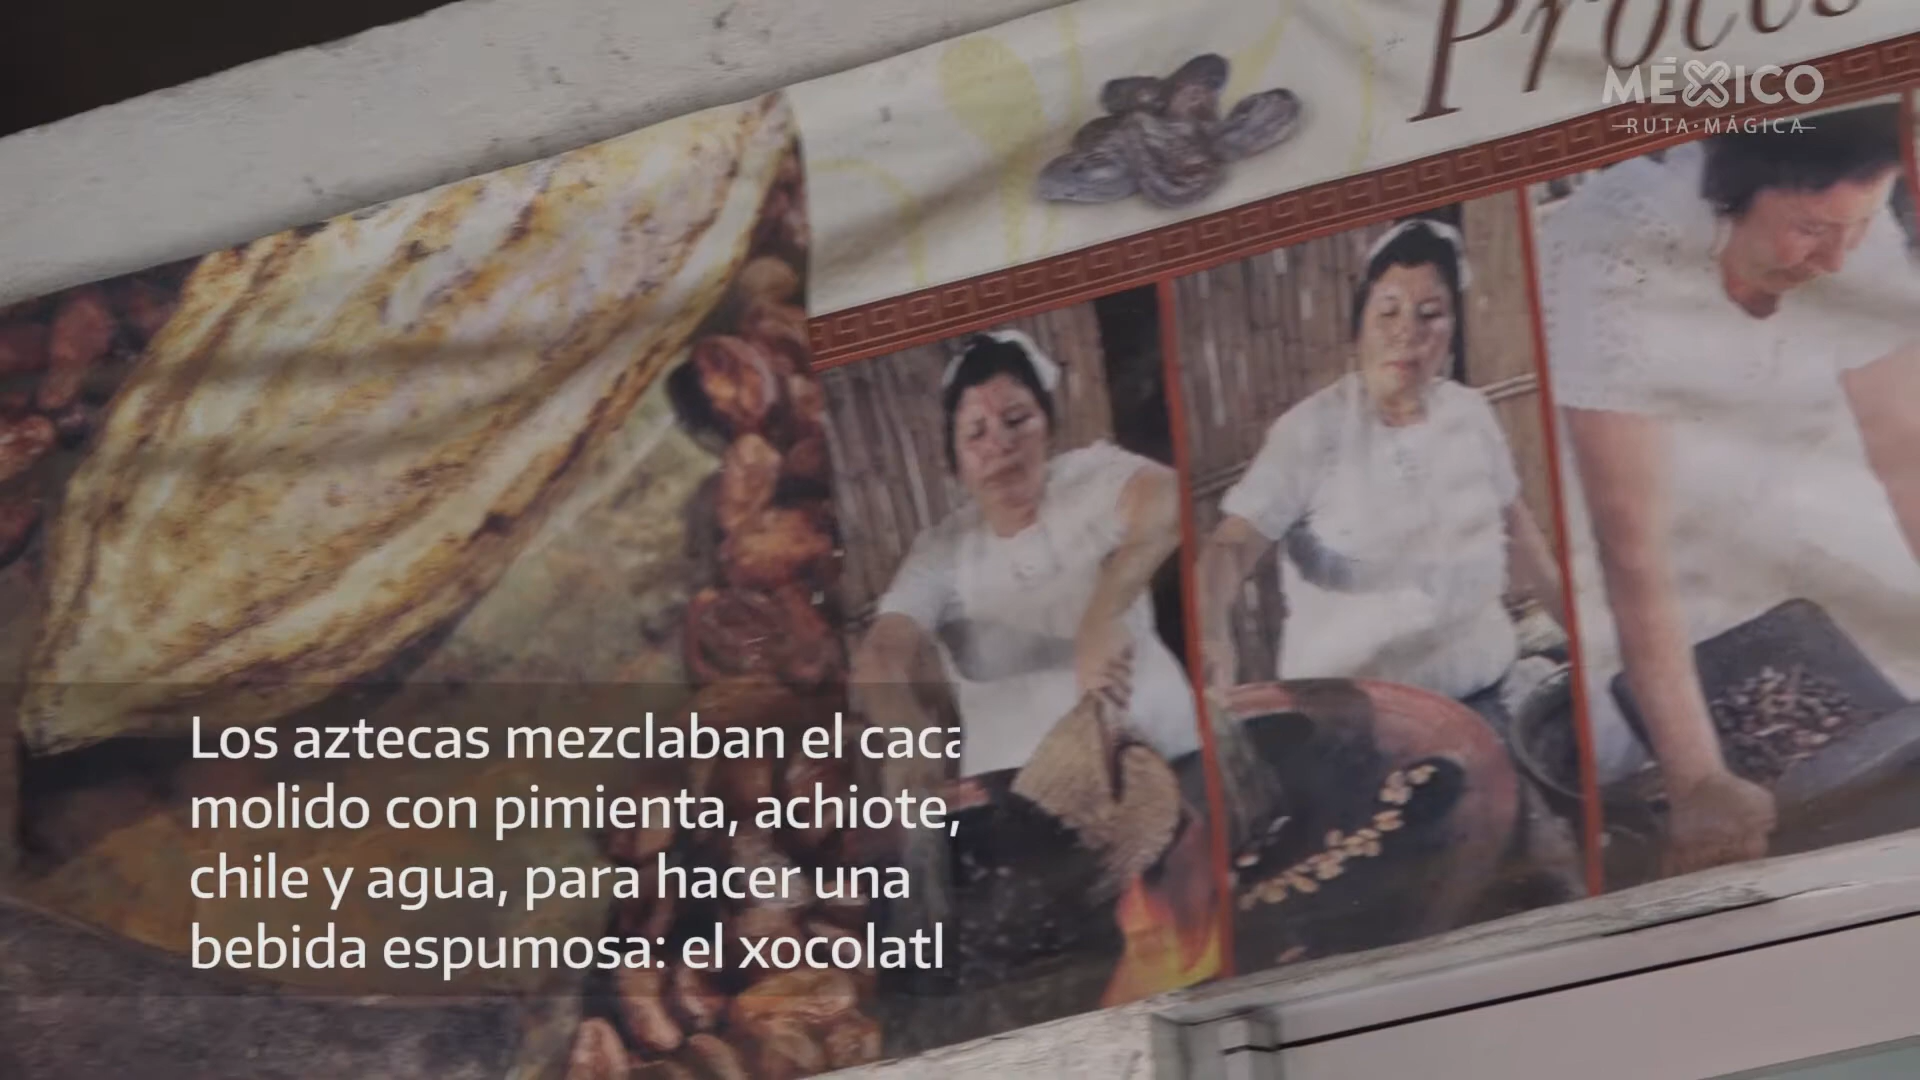 Proces
MÉXICO
RUTA·MÁGICA
Los aztecas mezclaban el caca
molido con pimienta, achiote,
chile y agua, para hacer una
bebida espumosa: el xocolatl